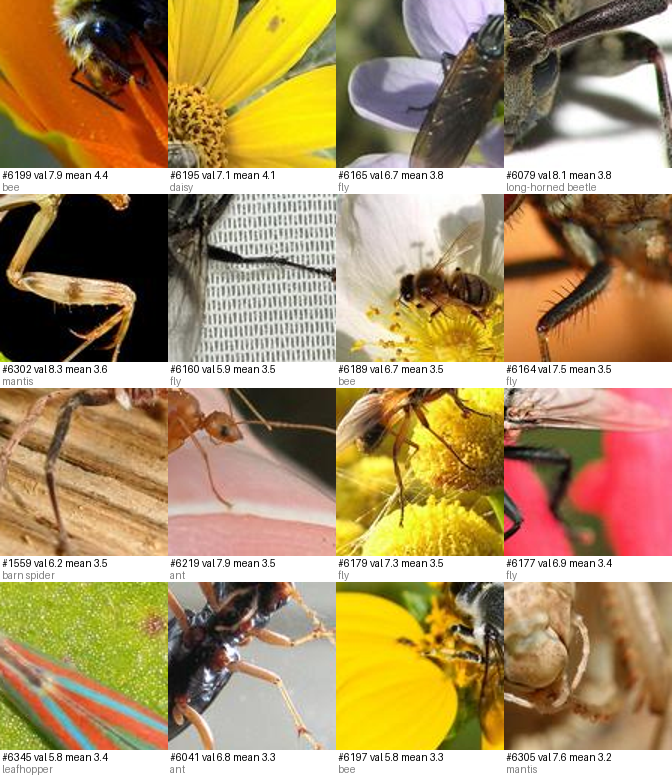 #6199 val 7.9 mean 4.4
bee
#6195 val 7.1 mean 4.1
daisy
#6165 val 6.7 mean 3.8
fly
#6079 val 8.1 mean 3.8
long-horned beetle
#6302 val 8.3 mean 3.6
mantis
#6160 val 5.9 mean 3.5
fly
#6189 val 6.7 mean 3.5
bee
#6164 val 7.5 mean 3.5
fly
#1559 val 6.2 mean 3.5
barn spider
#6219 val 7.9 mean 3.5
ant
#6179 val 7.3 mean 3.5
fly
#6177 val 6.9 mean 3.4
fly
#6345 val 5.8 mean 3.4
leafhopper
#6041 val 6.8 mean 3.3
ant
#6197 val 5.8 mean 3.3
bee
#6305 val 7.6 mean 3.2
mantis